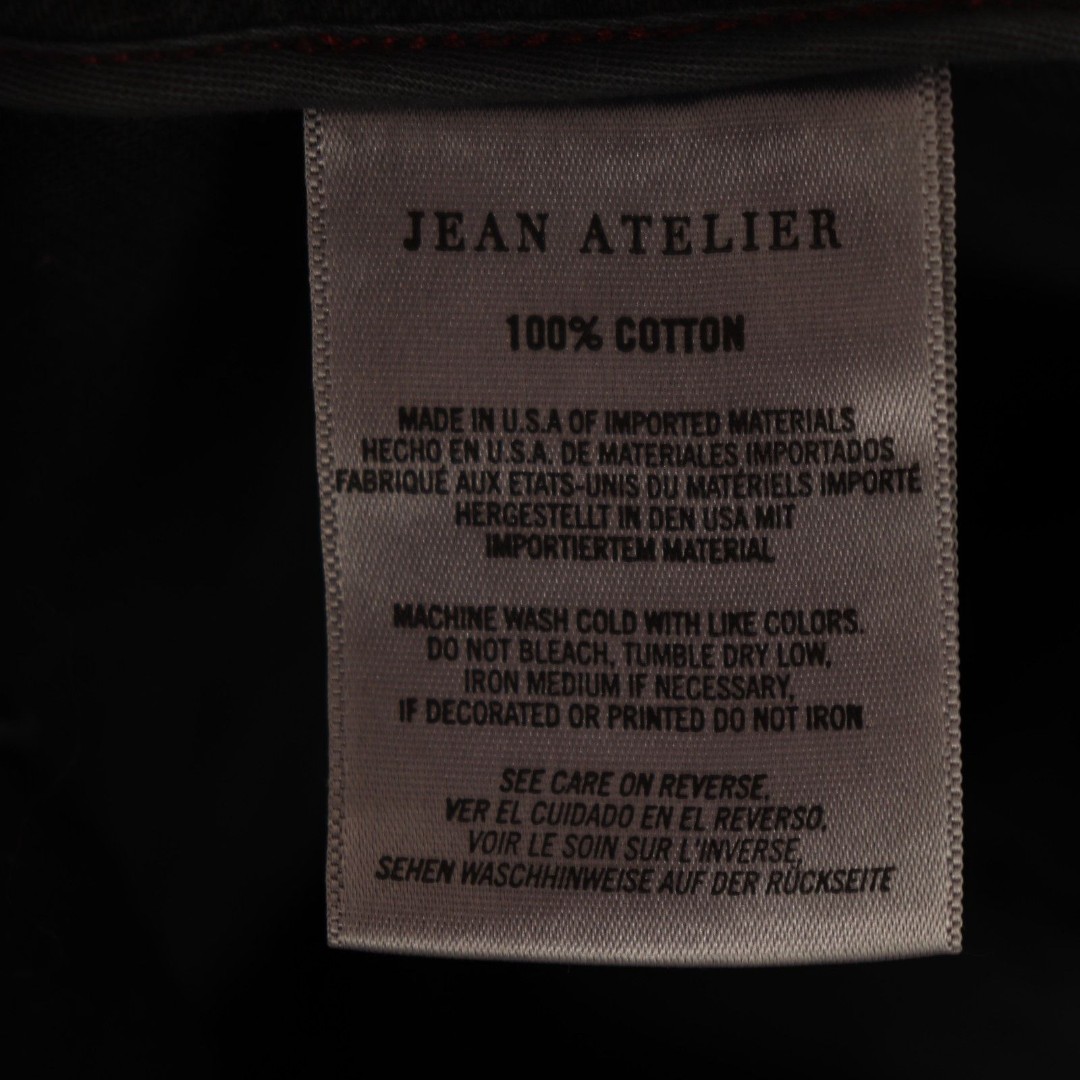 JEAN ATELIER
100% COTTON
MADE IN U.S.A OF IMPORTED MATERIALS
HECHO EN U.S.A. DE MATERIALES IMPORTADOS
FABRIQUÉ AUX ETATS-UNIS DU MATÉRIELS IMPORTÉ
HERGESTELLT IN DEN USA MIT
IMPORTIERTEM MATERIAL
MACHINE WASH COLD WITH LIKE COLORS.
DO NOT BLEACH, TUMBLE DRY LOW,
IRON MEDIUM IF NECESSARY,
IF DECORATED OR PRINTED DO NOT IRON
SEE CARE ON REVERSE,
VER EL CUIDADO EN EL REVERSO,
VOIR LE SOIN SUR L'INVERSE,
SEHEN WASCHHINWEISE AUF DER RÜCKSEITE